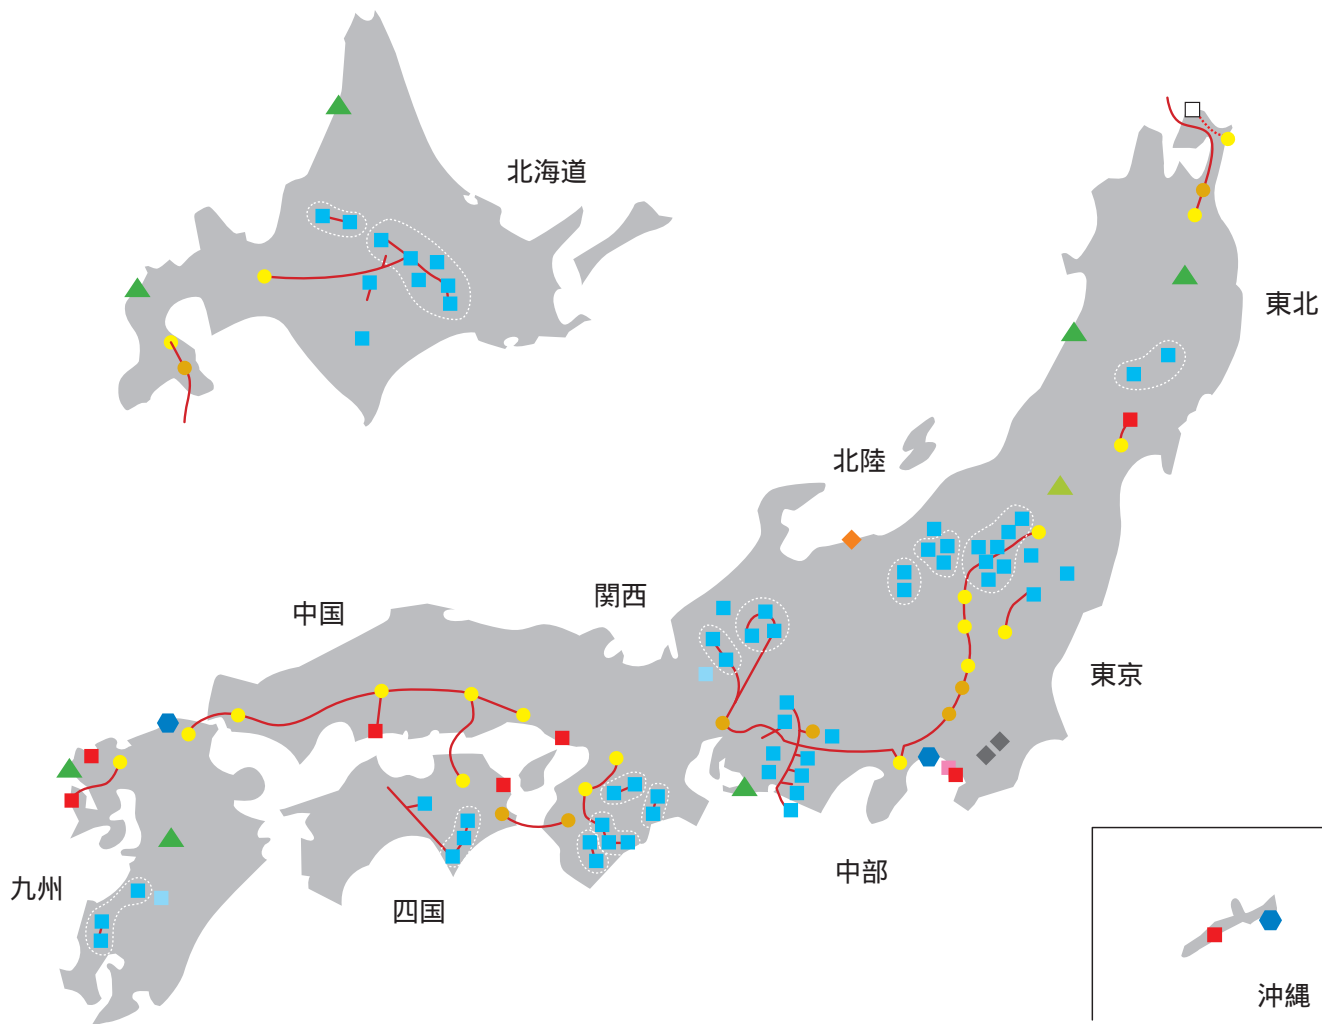 北海道
東北
北陸
関西
中国
東京
中部
九州
四国
沖縄